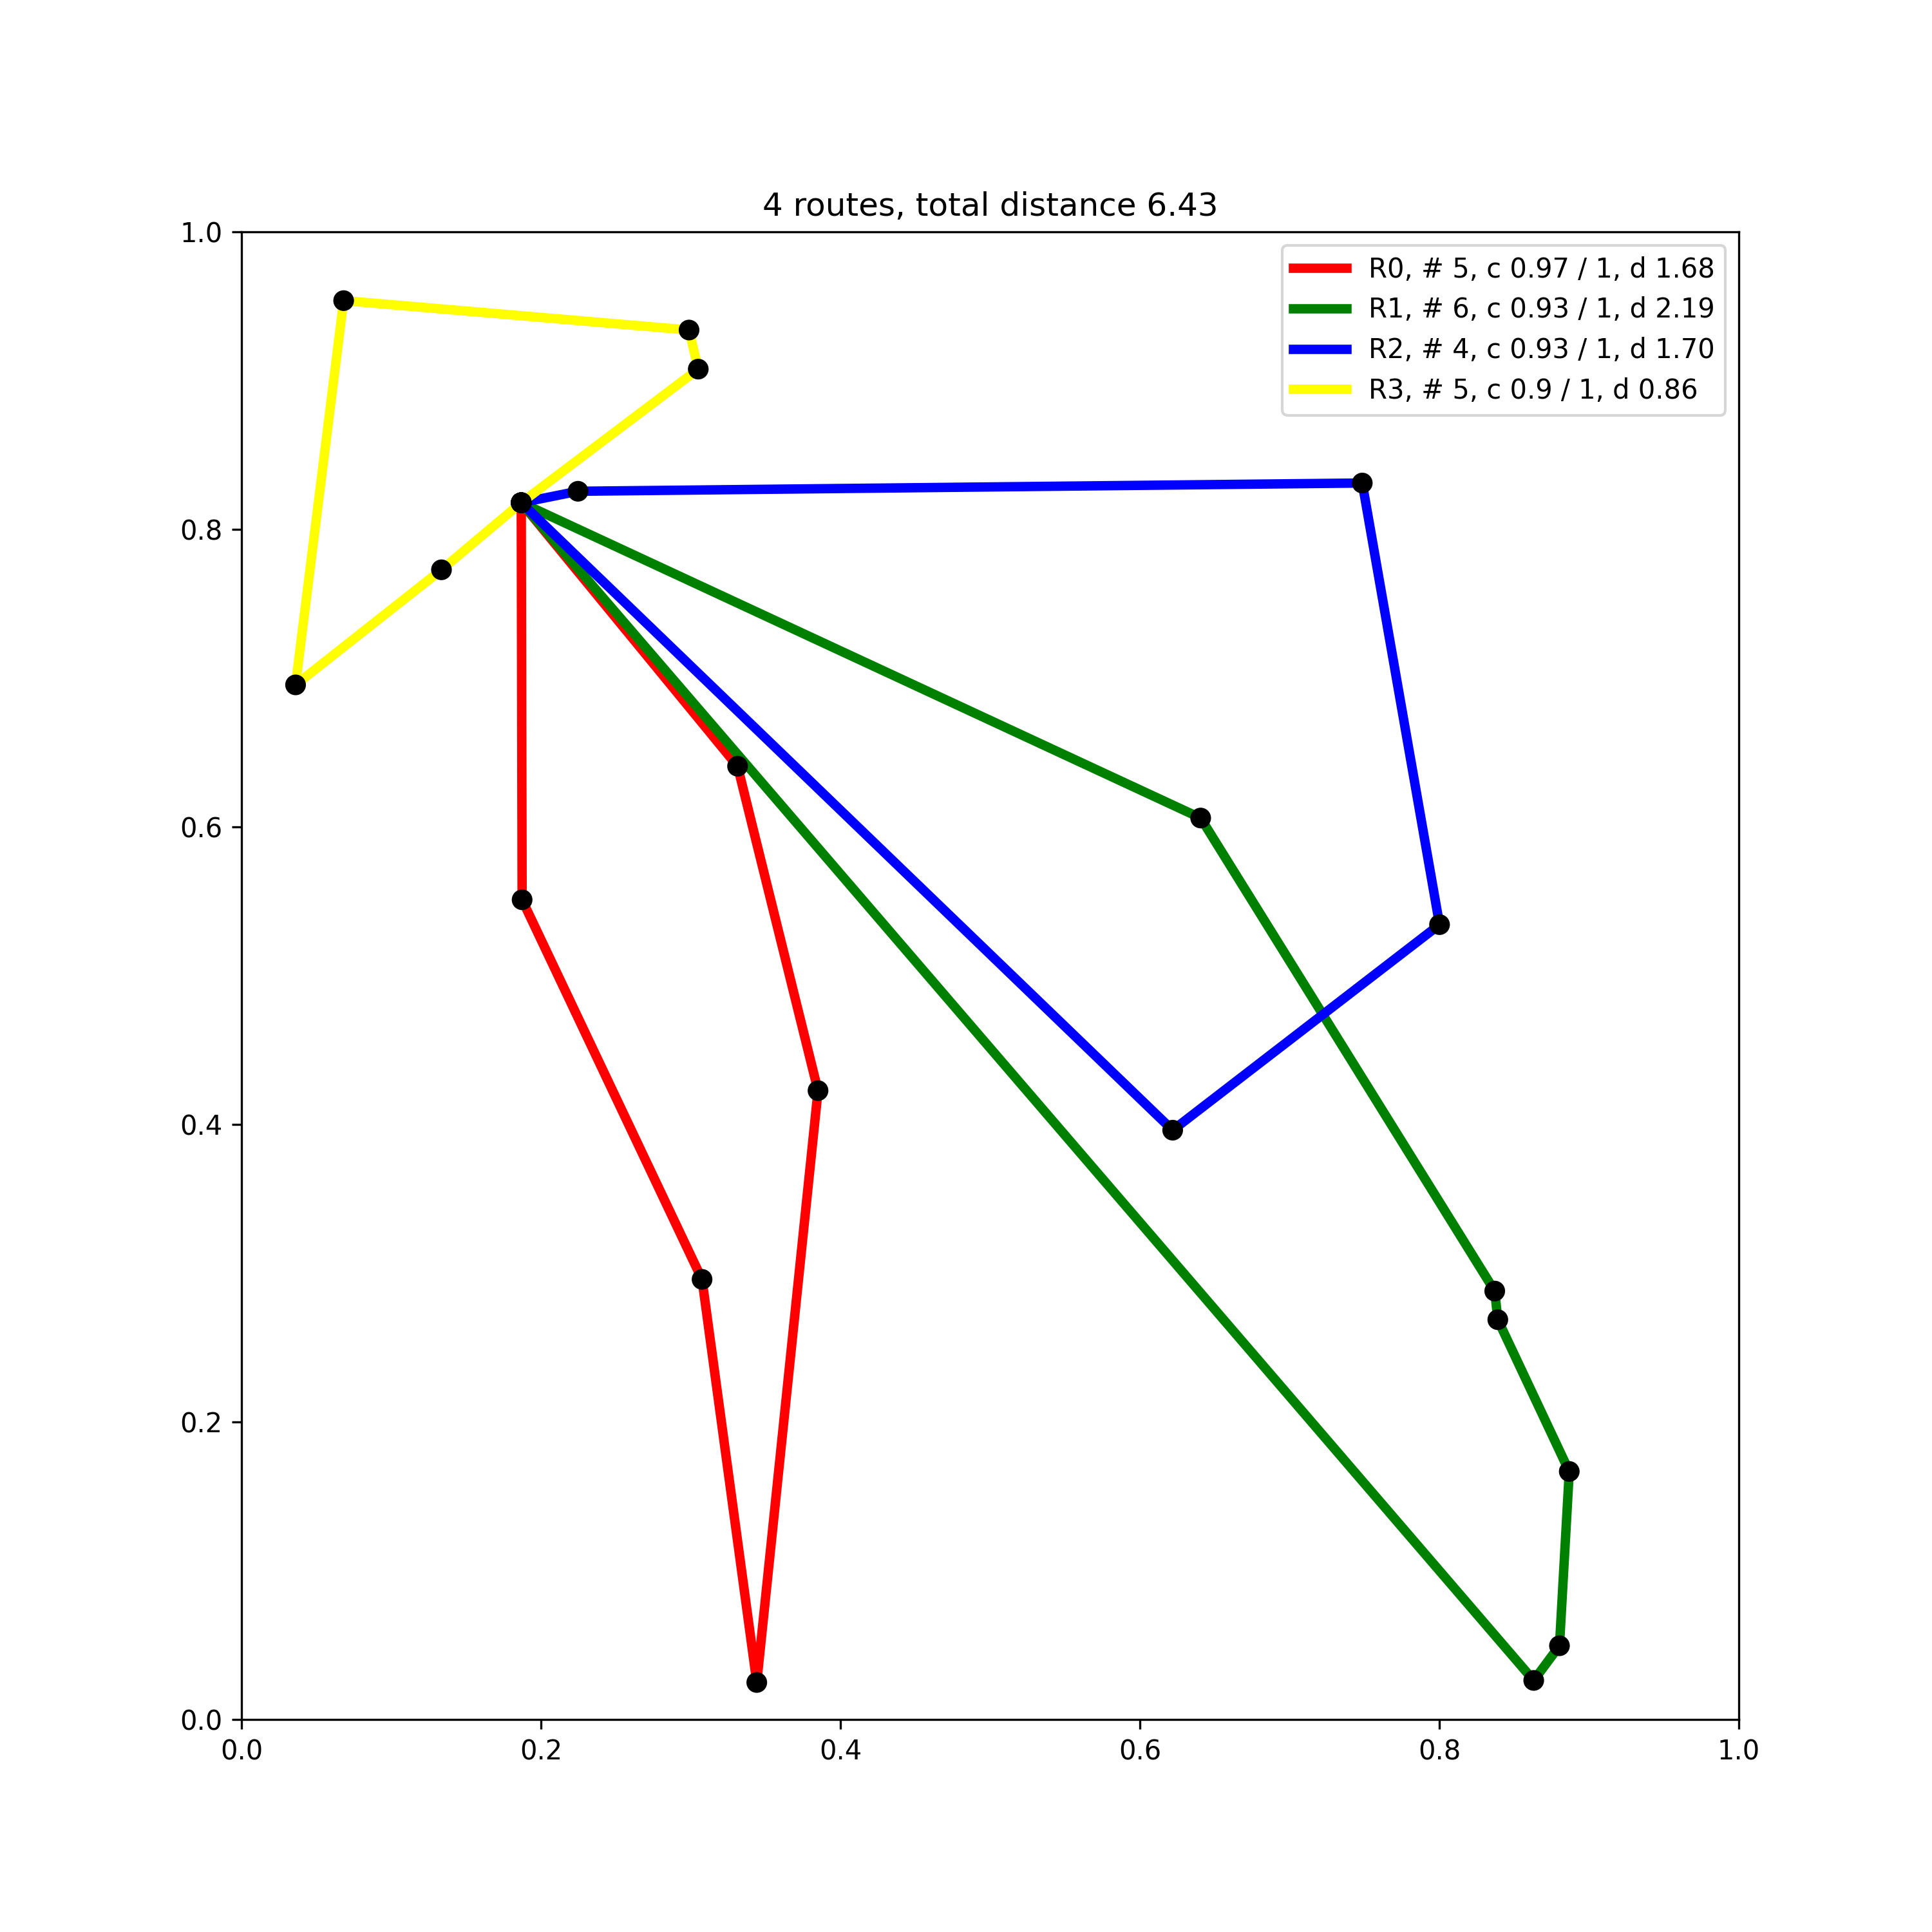 4 routes, total distance 6.43
R0, # 5, c 0.97 / 1, d 1.68
R1, # 6, c 0.93 / 1, d 2.19
R2, # 4, c 0.93 / 1, d 1.70
R3, # 5, c 0.9 / 1, d 0.86
1.0
0.8
0.6
0.4
0.2
0.0
0.0 0.2 0.4 0.6 0.8 1.0